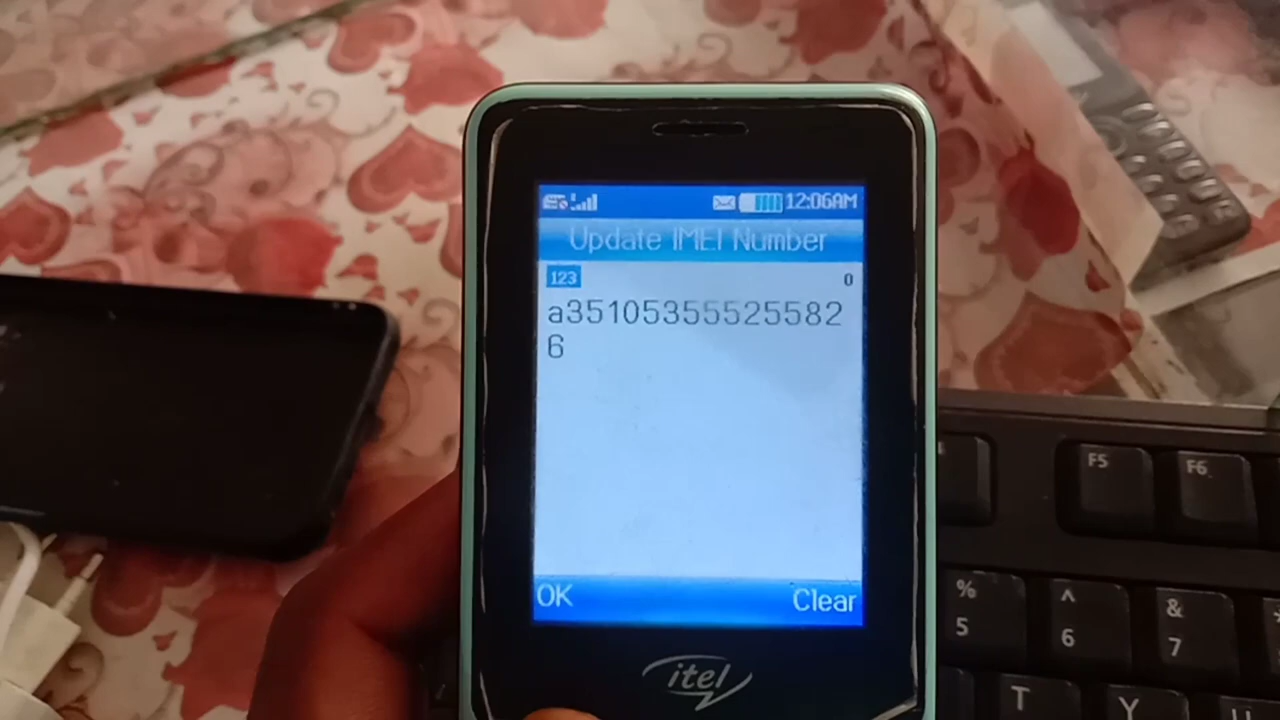 12:06AM
Update IMEI Number
123 0
a35105355525582
6
OK Clear
itel
F5 F6
% ^ &
5 6 7
T Y U